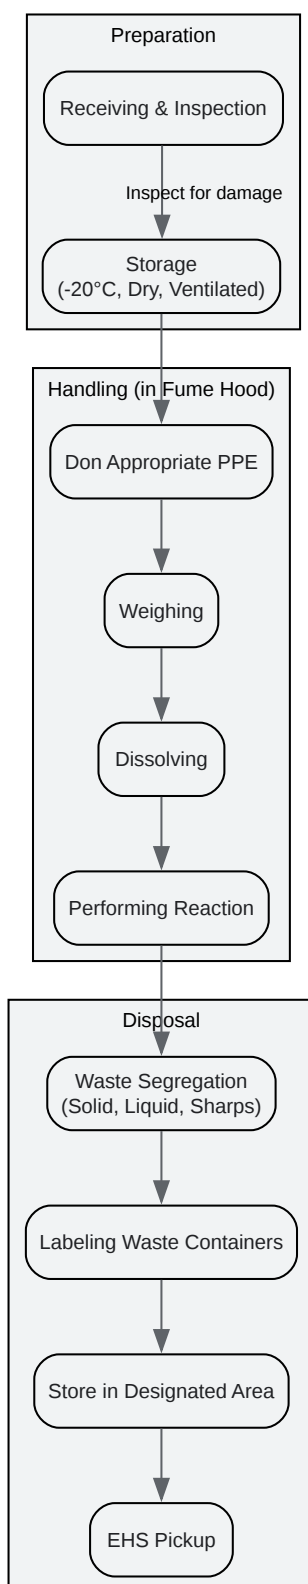 Preparation
Receiving & Inspection
Inspect for damage
Storage
(-20°C, Dry, Ventilated)
Handling (in Fume Hood)
Don Appropriate PPE
Weighing
Dissolving
Performing Reaction
Disposal
Waste Segregation
(Solid, Liquid, Sharps)
Labeling Waste Containers
Store in Designated Area
EHS Pickup